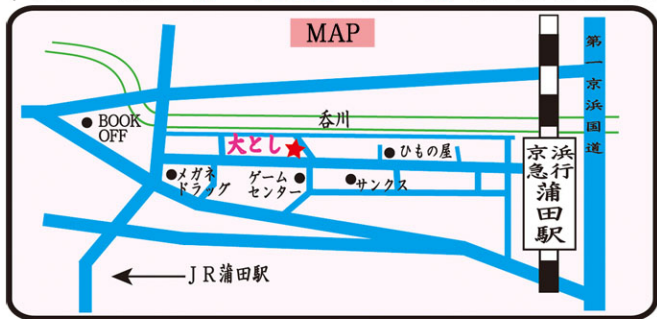 MAP
第一京浜国道
BOOK
OFF
呑川
大とし
ひもの屋
京浜
急行
蒲田駅
メガネ
ドラッグ
ゲーム
センター
サンクス
JR蒲田駅